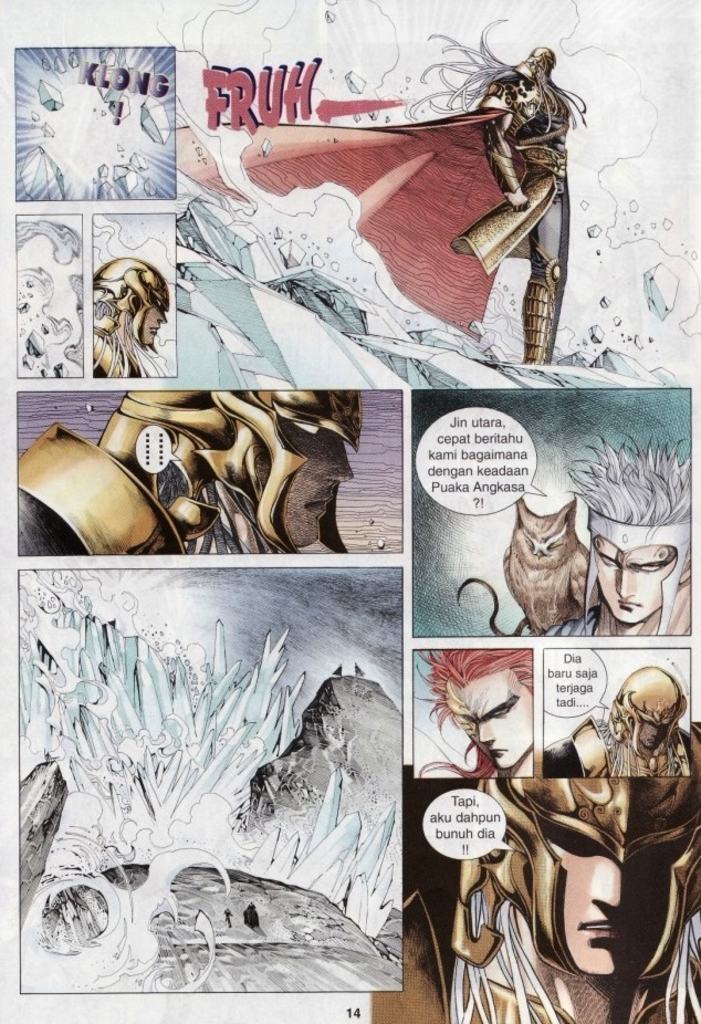 KLONG
!
FRUH
Jin utara,
cepat beritahu
kami bagaimana
dengan keadaan
Puaka Angkasa
?!
Dia
baru saja
terjaga
tadi....
Tapi,
aku dahpun
bunuh dia
!!
14